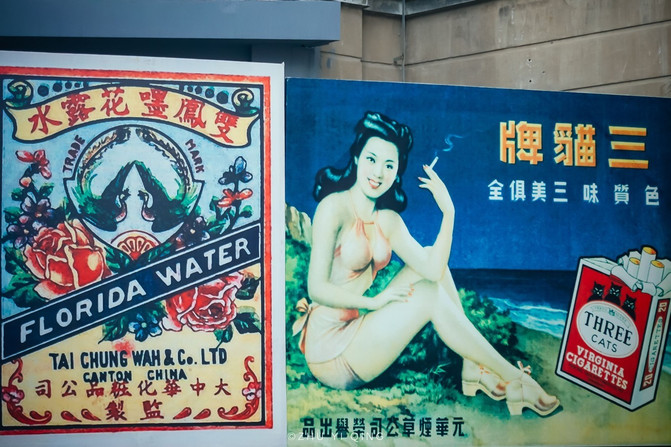 雙鳳嚜花露水
TRADE MARK
FLORIDA WATER
TAI CHUNG WAH & Co. LTD
CANTON CHINA
大中華化粧品公司
監製
三貓牌
色質味三美俱全
THREE
CATS
VIRGINIA
CIGARETTES
元華煙草公司榮譽出品